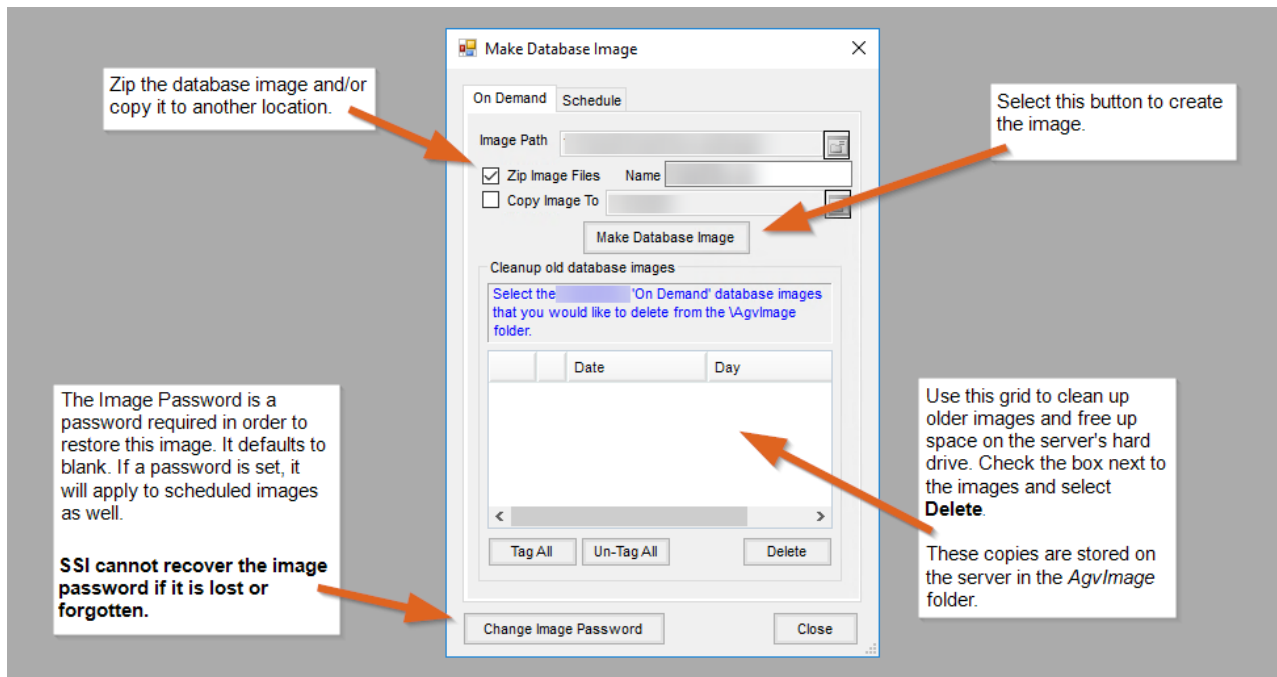 Make Database Image
Zip the database image and/or
copy it to another location.
On Demand
Schedule
Select this button to create
the image.
Image Path
Zip Image Files
Name
Copy Image To
Make Database Image
Cleanup old database images
Select the 'On Demand' database images
that you would like to delete from the \AgvImage
folder.
Date
Day
The Image Password is a
password required in order to
restore this image. It defaults to
blank. If a password is set, it
will apply to scheduled images
as well.
SSI cannot recover the image
password if it is lost or
forgotten.
Use this grid to clean up
older images and free up
space on the server's hard
drive. Check the box next to
the images and select
Delete.
These copies are stored on
the server in the AgvImage
folder.
Tag All
Un-Tag All
Delete
Change Image Password
Close